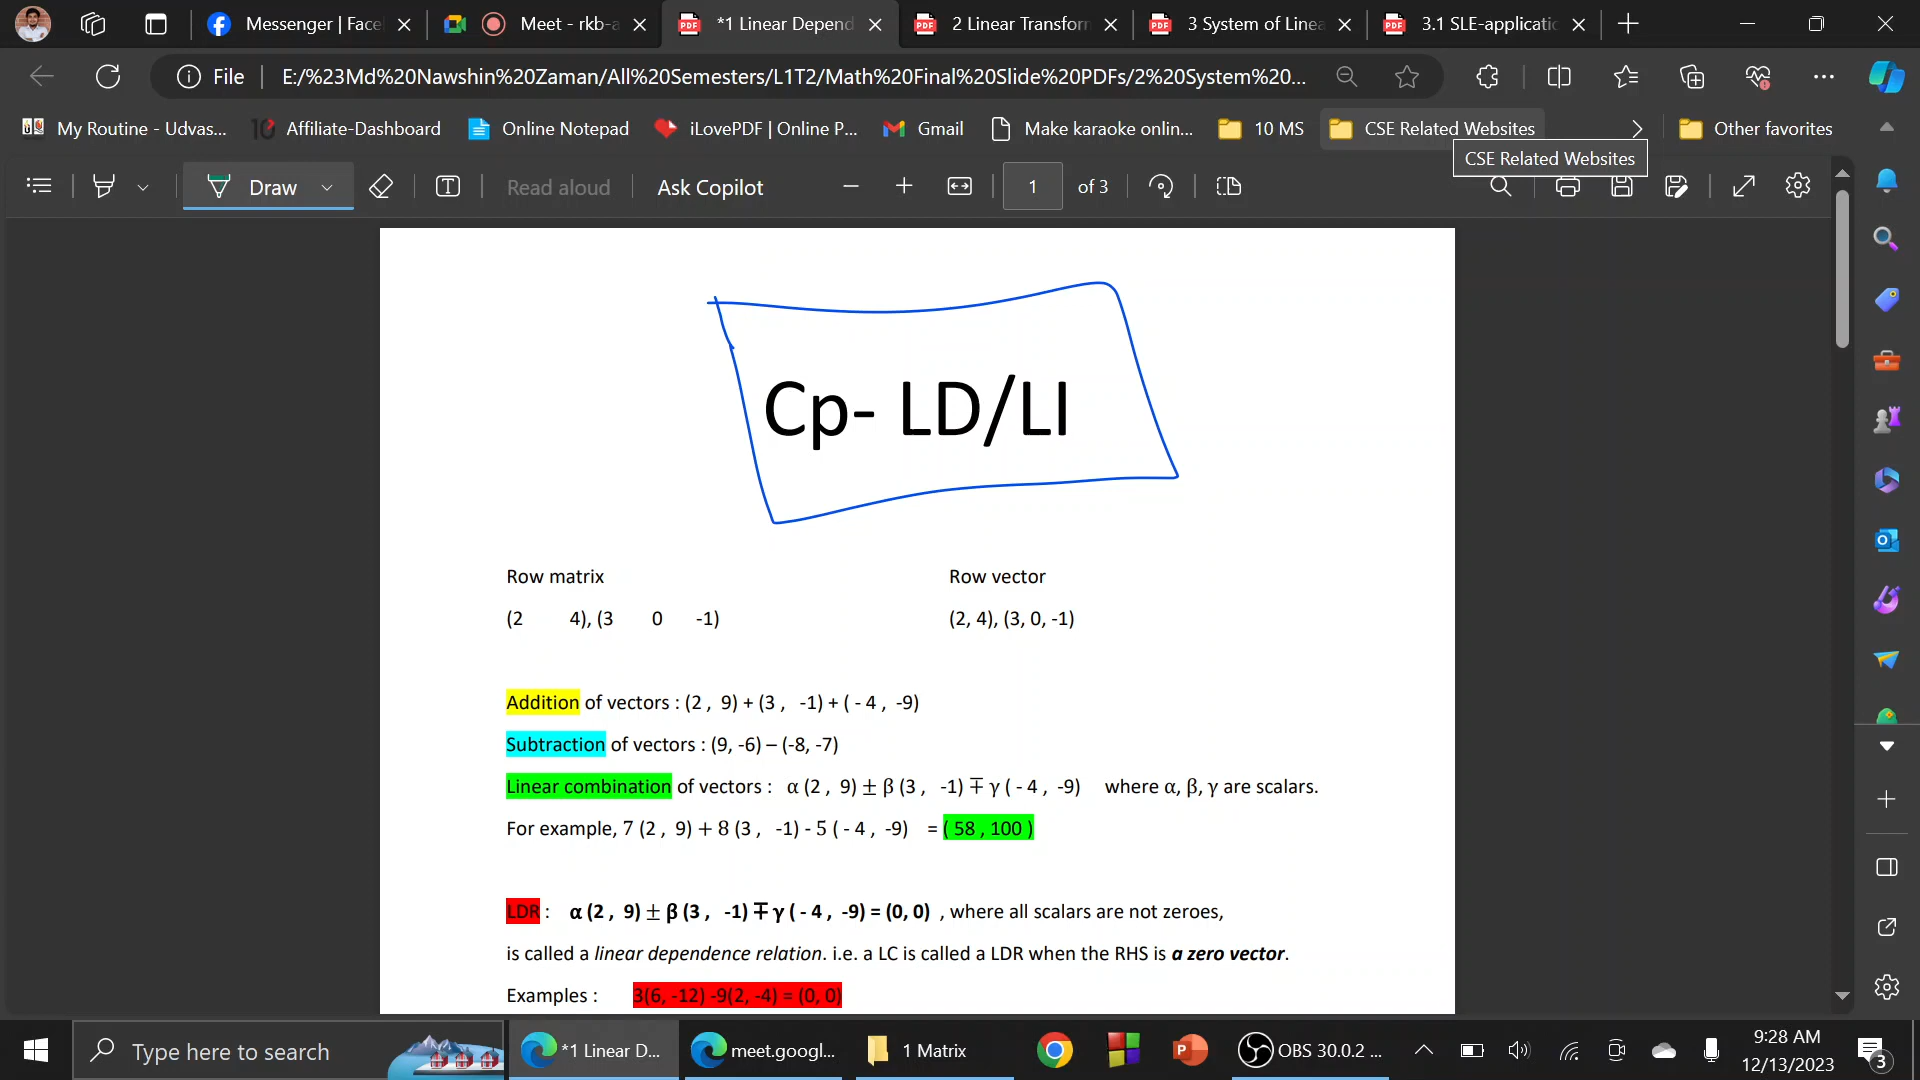 Messenger | Face
Meet - rkb-a
*1 Linear Depend
2 Linear Transforn
3 System of Linea
3.1 SLE-applicatio
File
E:/%23Md%20Nawshin%20Zaman/All%20Semesters/L1T2/Math%20Final%20Slide%20PDFs/2%20System%20...
My Routine - Udvas...
Affiliate-Dashboard
Online Notepad
iLovePDF | Online P...
Gmail
Make karaoke onlin...
10 MS
CSE Related Websites
Other favorites
CSE Related Websites
Draw
Read aloud
Ask Copilot
1
of 3
Cp- LD/LI
Row matrix Row vector
(2 4), (3 0 -1) (2, 4), (3, 0, -1)
Addition of vectors : (2 , 9) + (3 , -1) + ( - 4 , -9)
Subtraction of vectors : (9, -6) – (-8, -7)
Linear combination of vectors : α (2 , 9) ± β (3 , -1) ∓ γ ( - 4 , -9) where α, β, γ are scalars.
For example, 7 (2 , 9) + 8 (3 , -1) - 5 ( - 4 , -9) = ( 58 , 100 )
LDR : α (2 , 9) ± β (3 , -1) ∓ γ ( - 4 , -9) = (0, 0) , where all scalars are not zeroes,
is called a linear dependence relation. i.e. a LC is called a LDR when the RHS is a zero vector.
Examples : 3(6, -12) -9(2, -4) = (0, 0)
Type here to search
*1 Linear D...
meet.googl...
1 Matrix
OBS 30.0.2 ...
9:28 AM
12/13/2023
3